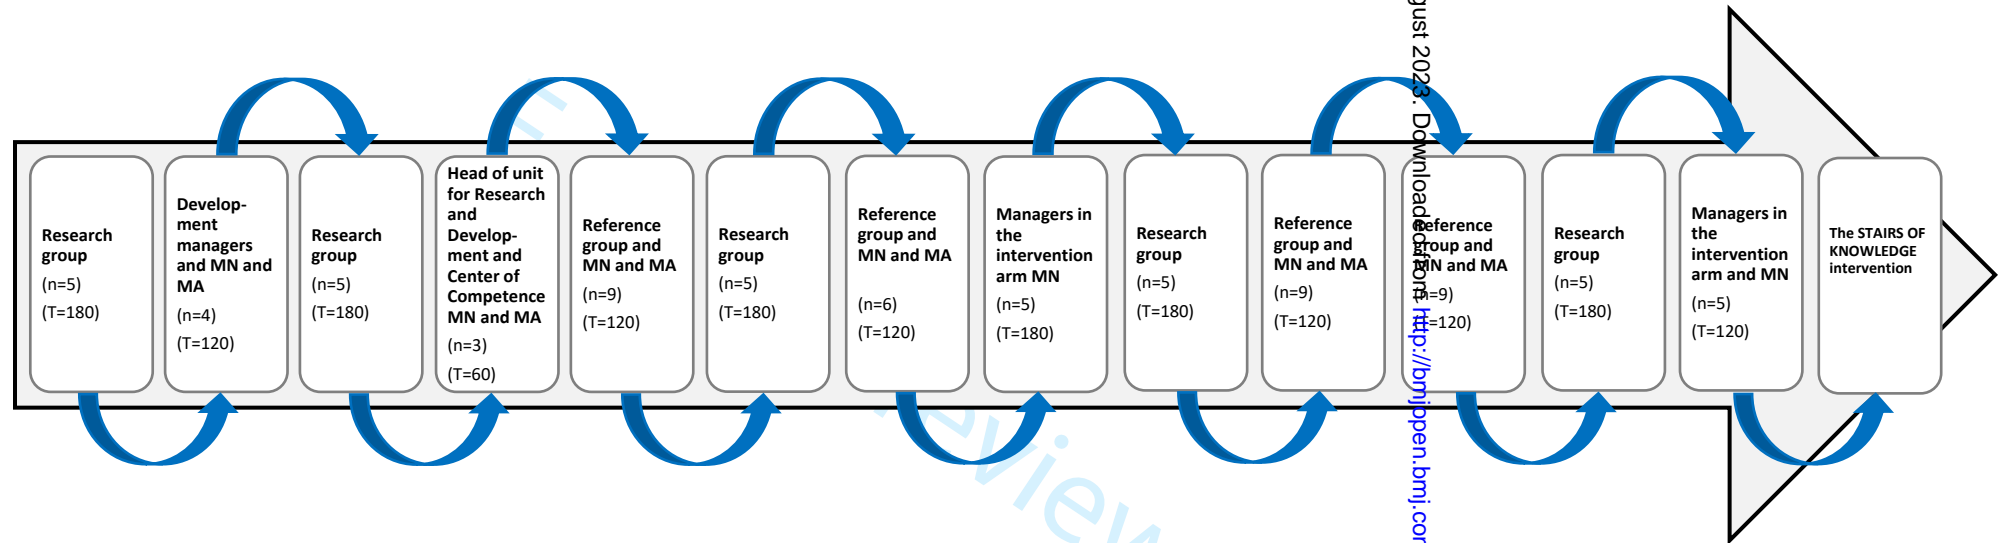 Research
group
(n=5)
(T=180)
Develop-
ment
managers
and MN and
MA
(n=4)
(T=120)
Research
group
(n=5)
(T=180)
Head of unit
for Research
and
Develop-
ment and
Center of
Competence
MN and MA
(n=3)
(T=60)
Reference
group and
MN and MA
(n=9)
(T=120)
Research
group
(n=5)
(T=180)
Reference
group and
MN and MA
(n=6)
(T=120)
Managers in
the
intervention
arm MN
(n=5)
(T=180)
Research
group
(n=5)
(T=180)
Reference
group and
MN and MA
(n=9)
(T=120)
Reference
group and
MN and MA
(n=9)
(T=120)
Research
group
(n=5)
(T=180)
Managers in
the
intervention
arm and MN
(n=5)
(T=120)
The STAIRS OF
KNOWLEDGE
intervention
gust 2023. Downloaded from http://bmjopen.bmj.com
eview